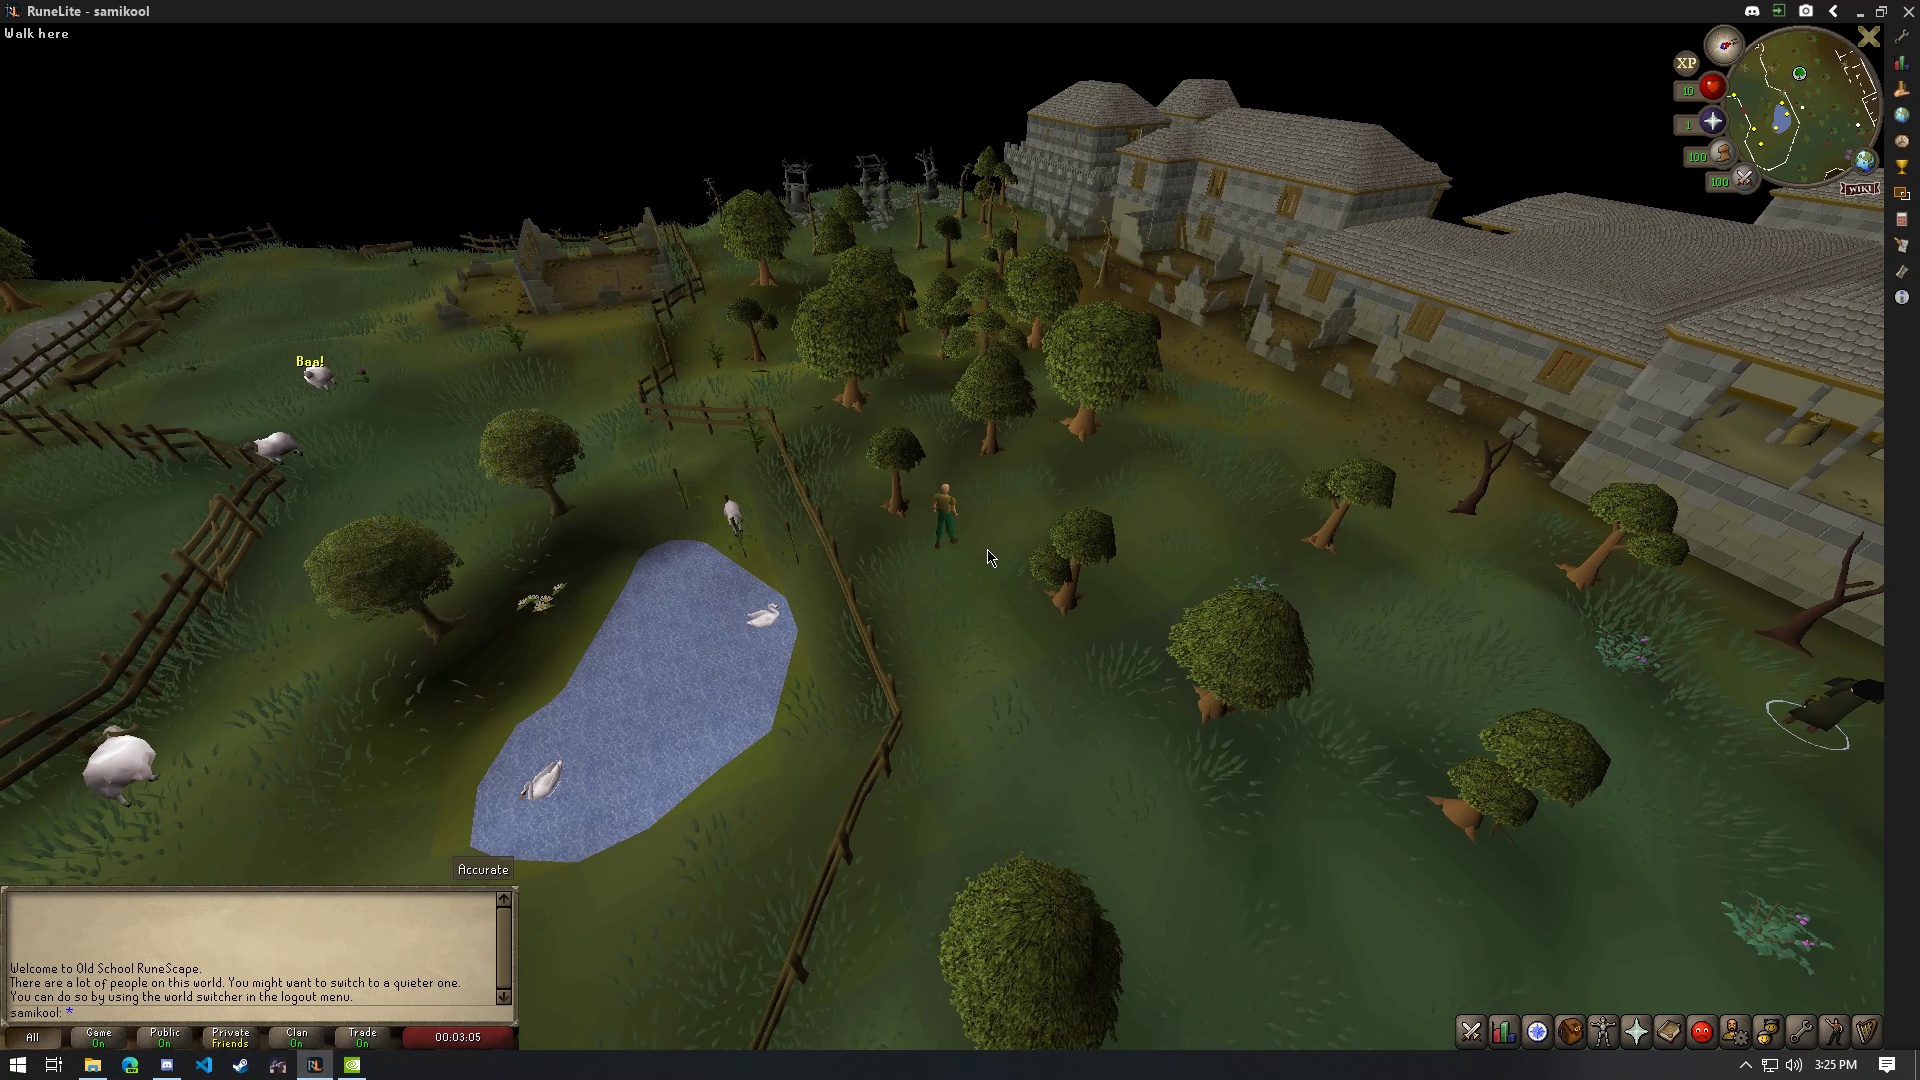 RuneLite - samikool
Walk here
XP
10
1
100
100
WIKI
Baa!
Accurate
Welcome to Old School RuneScape.
There are a lot of people on this world. You might want to switch to a quieter one.
You can do so by using the world switcher in the logout menu.
samikool: *
All
Game
On
Public
On
Private
Friends
Clan
On
Trade
On
00:03:05
3:25 PM